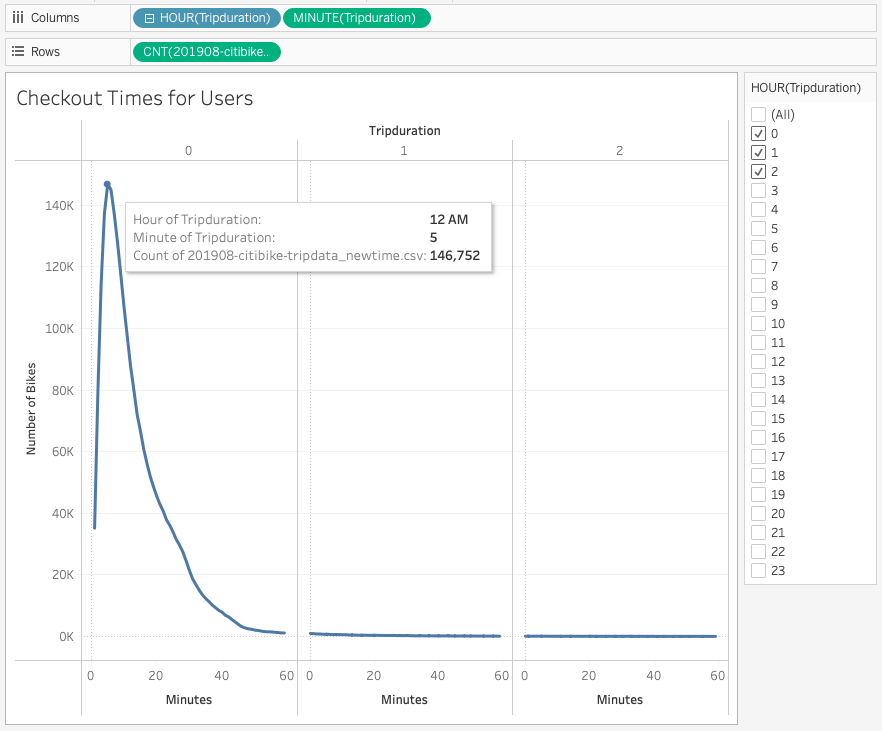 Columns
HOUR(Tripduration)
MINUTE(Tripduration)
Rows
CNT(201908-citibike..
Checkout Times for Users
Tripduration
0
1
2
140K
120K
100K
80K
60K
40K
20K
0K
Number of Bikes
Hour of Tripduration: 12 AM
Minute of Tripduration: 5
Count of 201908-citibike-tripdata_newtime.csv: 146,752
0 20 40 60
0 20 40 60
0 20 40 60
Minutes
Minutes
Minutes
HOUR(Tripduration)
(All)
0
1
2
3
4
5
6
7
8
9
10
11
12
13
14
15
16
17
18
19
20
21
22
23